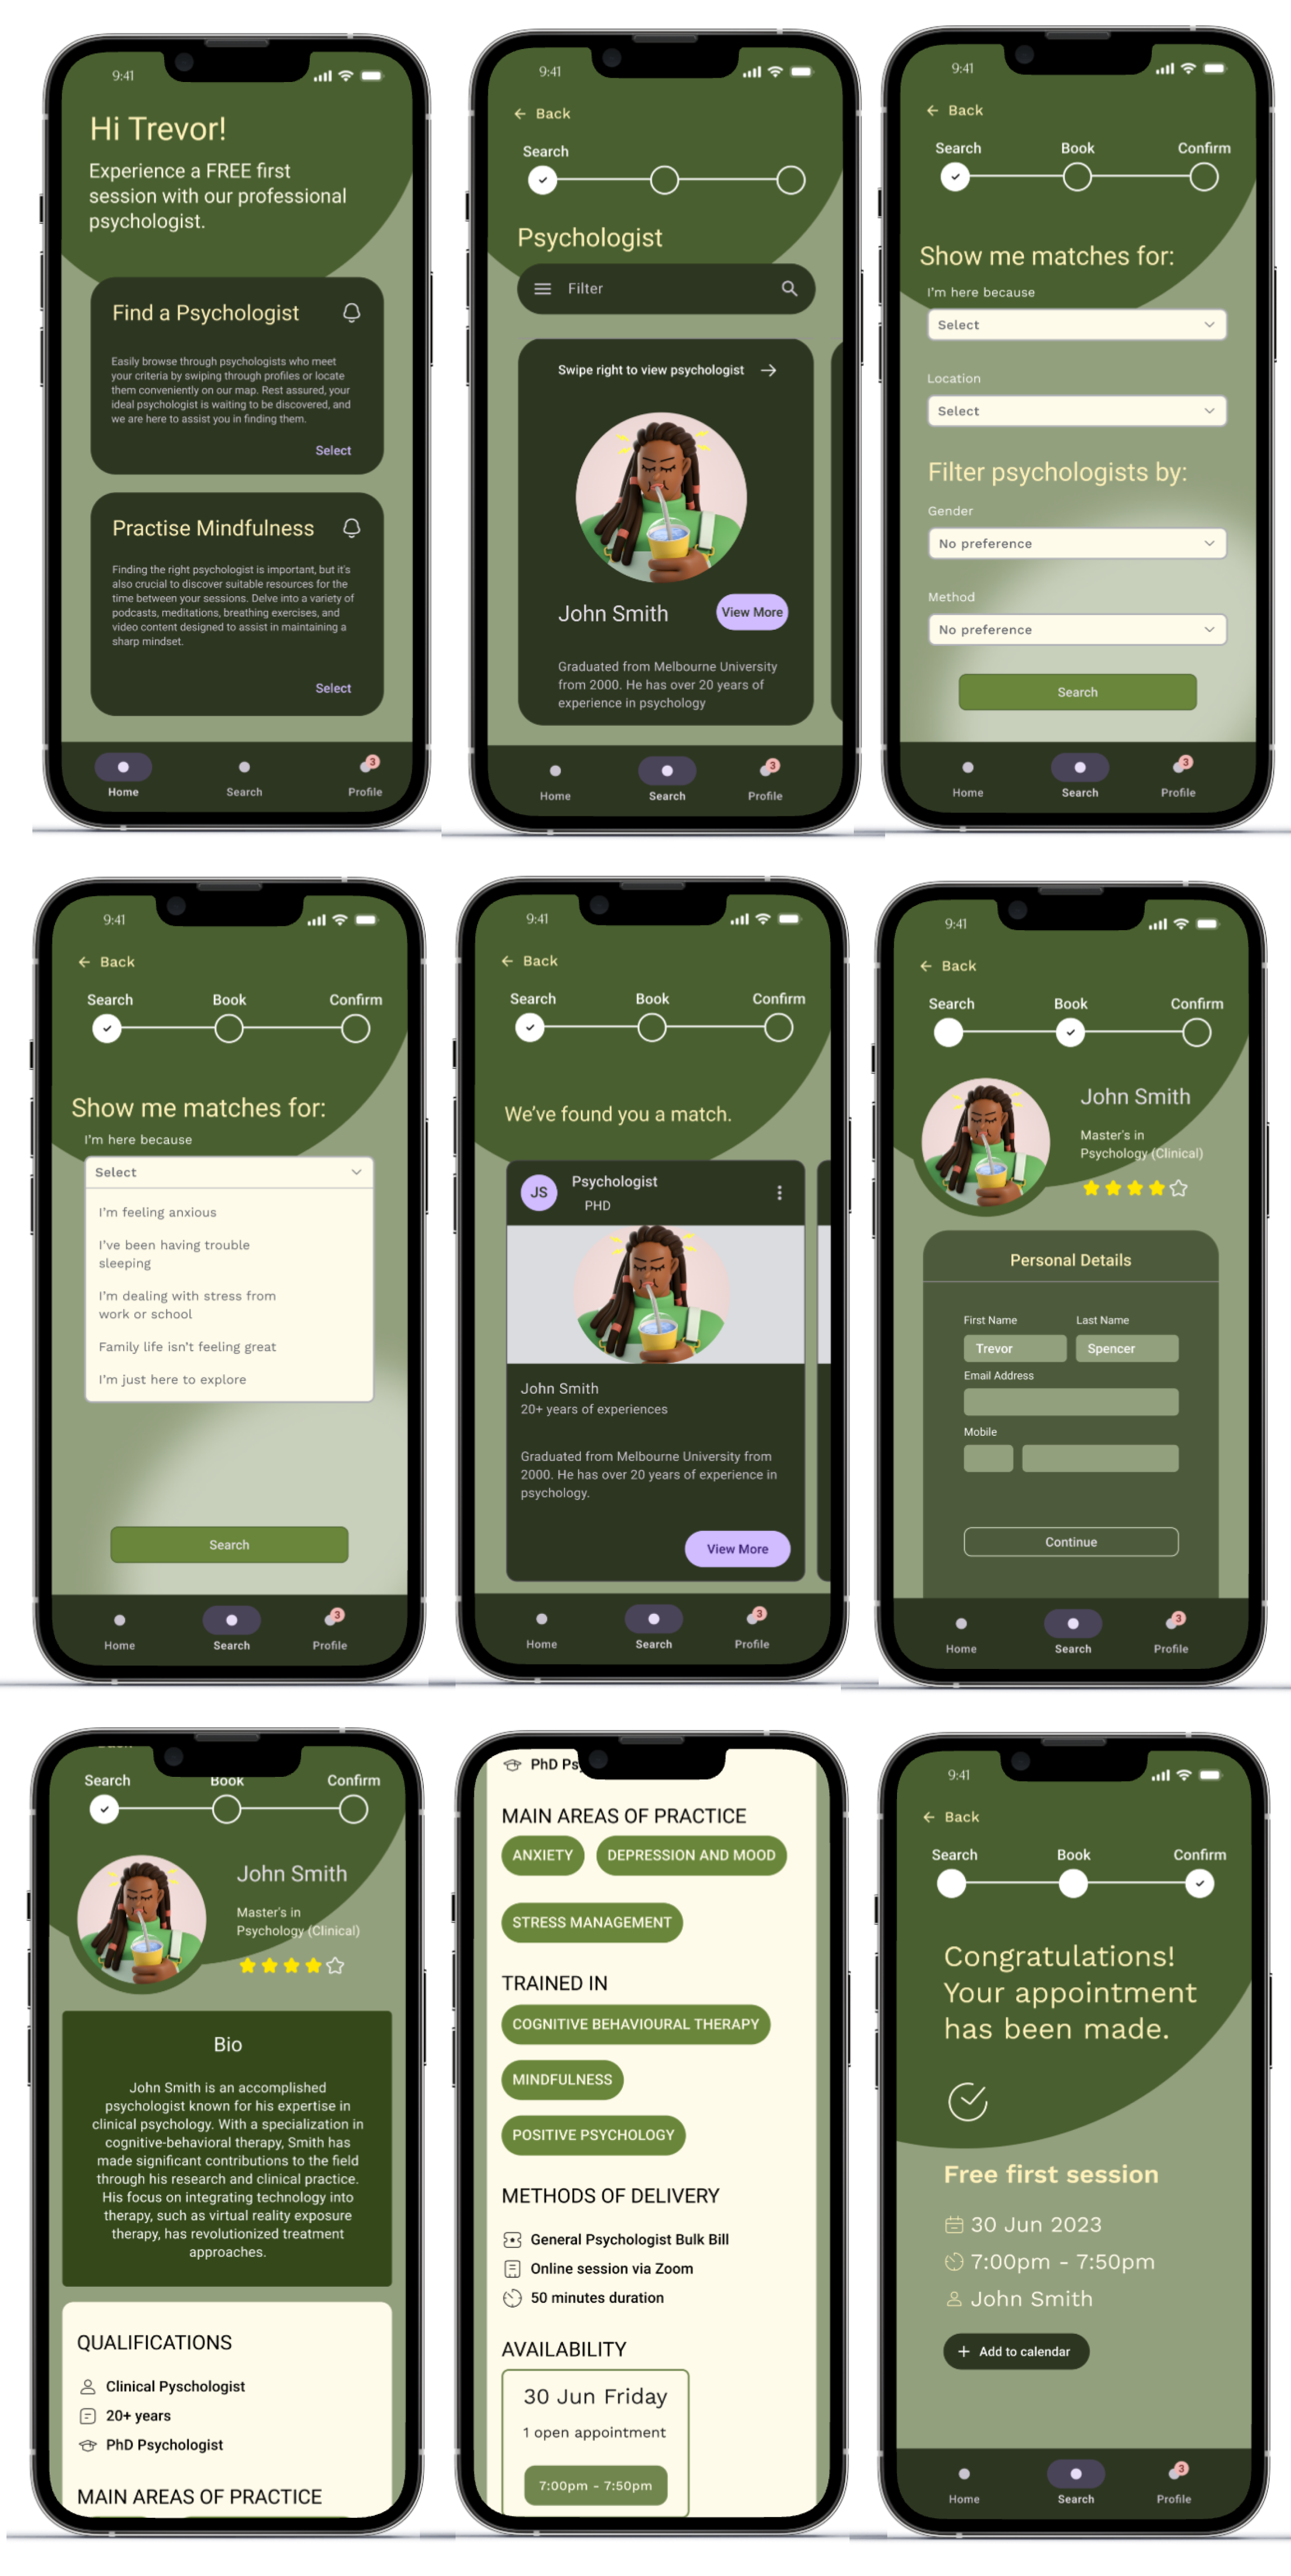 9:41
Hi Trevor!
Experience a FREE first
session with our professional
psychologist.
Find a Psychologist
Easily browse through psychologists who meet
your criteria by swiping through profiles or locate
them conveniently on our map. Rest assured, your
ideal psychologist is waiting to be discovered, and
we are here to assist you in finding them.
Select
Practise Mindfulness
Finding the right psychologist is important, but it's
also crucial to discover suitable resources for the
time between your sessions. Delve into a variety of
podcasts, meditations, breathing exercises, and
video content designed to assist in maintaining a
sharp mindset.
Select
3
Home Search Profile
9:41
Back
Search
Psychologist
Filter
Swipe right to view psychologist
John Smith
View More
Graduated from Melbourne University
from 2000. He has over 20 years of
experience in psychology
3
Home Search Profile
9:41
Back
Search Book Confirm
Show me matches for:
I'm here because
Select
Location
Select
Filter psychologists by:
Gender
No preference
Method
No preference
Search
3
Home Search Profile
9:41
Back
Search Book Confirm
Show me matches for:
I'm here because
Select
I'm feeling anxious
I've been having trouble
sleeping
I'm dealing with stress from
work or school
Family life isn't feeling great
I'm just here to explore
Search
3
Home Search Profile
9:41
Back
Search Book Confirm
We've found you a match.
JS
Psychologist
PHD
John Smith
20+ years of experiences
Graduated from Melbourne University from
2000. He has over 20 years of experience in
psychology.
View More
3
Home Search Profile
9:41
Back
Search Book Confirm
John Smith
Master's in
Psychology (Clinical)
Personal Details
First Name Last Name
Trevor Spencer
Email Address
Mobile
Continue
3
Home Search Profile
Search Book Confirm
John Smith
Master's in
Psychology (Clinical)
Bio
John Smith is an accomplished
psychologist known for his expertise in
clinical psychology. With a specialization in
cognitive-behavioral therapy, Smith has
made significant contributions to the field
through his research and clinical practice.
His focus on integrating technology into
therapy, such as virtual reality exposure
therapy, has revolutionized treatment
approaches.
QUALIFICATIONS
Clinical Pyschologist
20+ years
PhD Psychologist
MAIN AREAS OF PRACTICE
PhD Ps
MAIN AREAS OF PRACTICE
ANXIETY DEPRESSION AND MOOD
STRESS MANAGEMENT
TRAINED IN
COGNITIVE BEHAVIOURAL THERAPY
MINDFULNESS
POSITIVE PSYCHOLOGY
METHODS OF DELIVERY
General Psychologist Bulk Bill
Online session via Zoom
50 minutes duration
AVAILABILITY
30 Jun Friday
1 open appointment
7:00pm - 7:50pm
9:41
Back
Search Book Confirm
Congratulations!
Your appointment
has been made.
Free first session
30 Jun 2023
7:00pm - 7:50pm
John Smith
Add to calendar
3
Home Search Profile